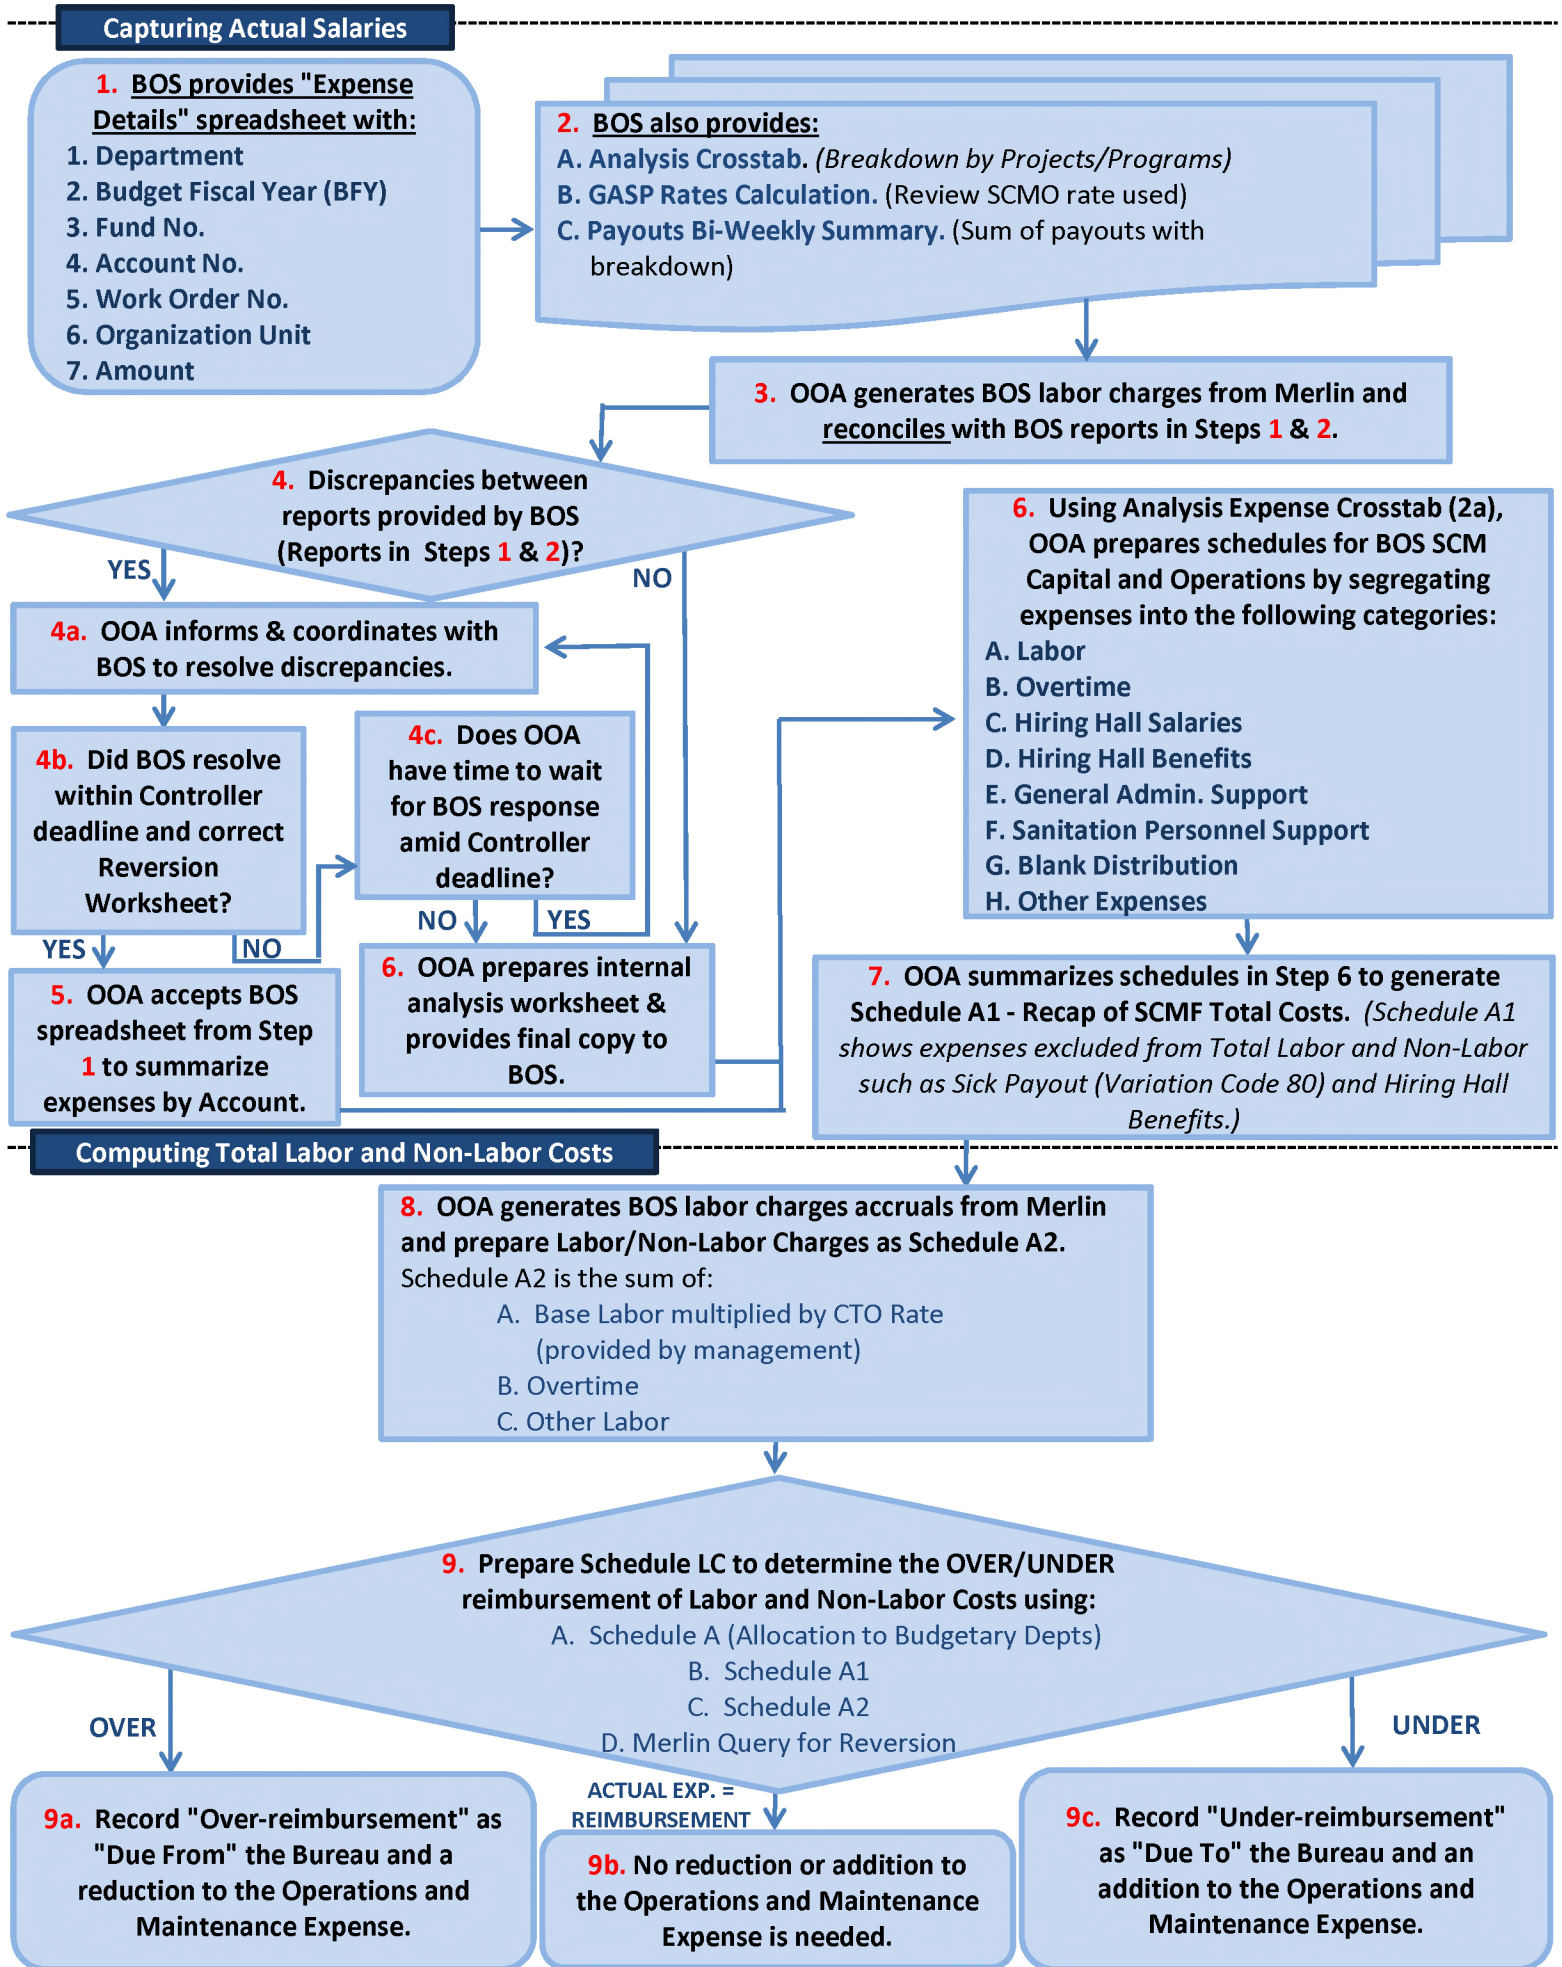 Capturing Actual Salaries
1. BOS provides "Expense
Details" spreadsheet with:
1. Department
2. Budget Fiscal Year (BFY)
3. Fund No.
4. Account No.
5. Work Order No.
6. Organization Unit
7. Amount
2. BOS also provides:
A. Analysis Crosstab. (Breakdown by Projects/Programs)
B. GASP Rates Calculation. (Review SCMO rate used)
C. Payouts Bi-Weekly Summary. (Sum of payouts with
breakdown)
3. OOA generates BOS labor charges from Merlin and
reconciles with BOS reports in Steps 1 & 2.
4. Discrepancies between
reports provided by BOS
(Reports in Steps 1 & 2)?
YES
NO
4a. OOA informs & coordinates with
BOS to resolve discrepancies.
4b. Did BOS resolve
within Controller
deadline and correct
Reversion
Worksheet?
YES
NO
4c. Does OOA
have time to wait
for BOS response
amid Controller
deadline?
NO
YES
5. OOA accepts BOS
spreadsheet from Step
1 to summarize
expenses by Account.
6. OOA prepares internal
analysis worksheet &
provides final copy to
BOS.
6. Using Analysis Expense Crosstab (2a),
OOA prepares schedules for BOS SCM
Capital and Operations by segregating
expenses into the following categories:
A. Labor
B. Overtime
C. Hiring Hall Salaries
D. Hiring Hall Benefits
E. General Admin. Support
F. Sanitation Personnel Support
G. Blank Distribution
H. Other Expenses
7. OOA summarizes schedules in Step 6 to generate
Schedule A1 - Recap of SCMF Total Costs. (Schedule A1
shows expenses excluded from Total Labor and Non-Labor
such as Sick Payout (Variation Code 80) and Hiring Hall
Benefits.)
Computing Total Labor and Non-Labor Costs
8. OOA generates BOS labor charges accruals from Merlin
and prepare Labor/Non-Labor Charges as Schedule A2.
Schedule A2 is the sum of:
A. Base Labor multiplied by CTO Rate
(provided by management)
B. Overtime
C. Other Labor
9. Prepare Schedule LC to determine the OVER/UNDER
reimbursement of Labor and Non-Labor Costs using:
A. Schedule A (Allocation to Budgetary Depts)
B. Schedule A1
C. Schedule A2
D. Merlin Query for Reversion
OVER
ACTUAL EXP. =
REIMBURSEMENT
UNDER
9a. Record "Over-reimbursement" as
"Due From" the Bureau and a
reduction to the Operations and
Maintenance Expense.
9b. No reduction or addition to
the Operations and Maintenance
Expense is needed.
9c. Record "Under-reimbursement"
as "Due To" the Bureau and an
addition to the Operations and
Maintenance Expense.